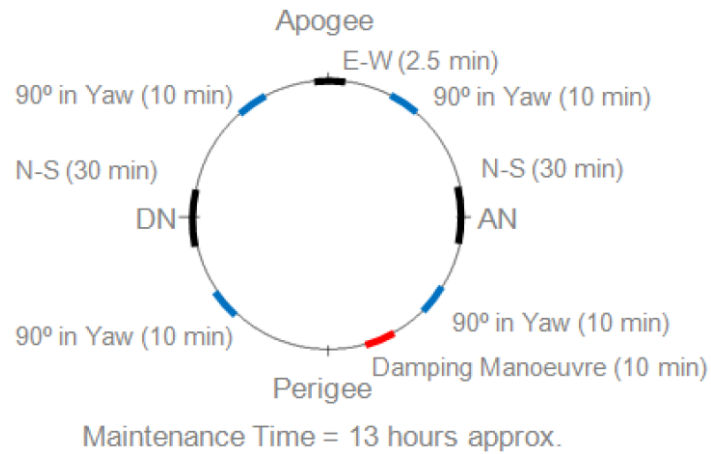 Apogee
E-W (2.5 min)
90º in Yaw (10 min)
90º in Yaw (10 min)
N-S (30 min)
N-S (30 min)
DN
AN
90º in Yaw (10 min)
90º in Yaw (10 min)
Damping Manoeuvre (10 min)
Perigee
Maintenance Time = 13 hours approx.